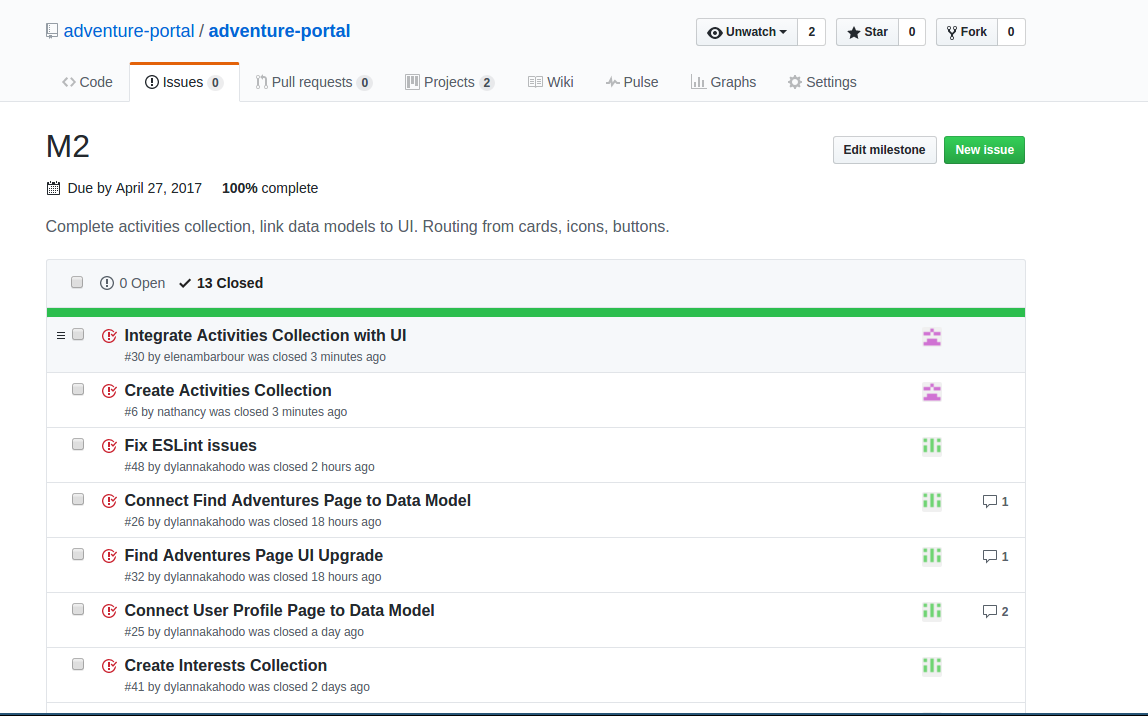 adventure-portal / adventure-portal
Unwatch 2 Star 0 Fork 0
Code Issues 0 Pull requests 0 Projects 2 Wiki Pulse Graphs Settings
M2
Edit milestone New issue
Due by April 27, 2017 100% complete
Complete activities collection, link data models to UI. Routing from cards, icons, buttons.
0 Open 13 Closed
Integrate Activities Collection with UI
#30 by elenambarbour was closed 3 minutes ago
Create Activities Collection
#6 by nathancy was closed 3 minutes ago
Fix ESLint issues
#48 by dylannakahodo was closed 2 hours ago
Connect Find Adventures Page to Data Model 1
#26 by dylannakahodo was closed 18 hours ago
Find Adventures Page UI Upgrade 1
#32 by dylannakahodo was closed 18 hours ago
Connect User Profile Page to Data Model 2
#25 by dylannakahodo was closed a day ago
Create Interests Collection
#41 by dylannakahodo was closed 2 days ago